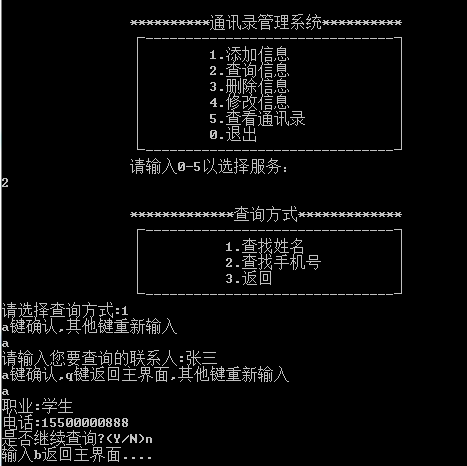 **********通讯录管理系统**********
1.添加信息
2.查询信息
3.删除信息
4.修改信息
5.查看通讯录
0.退出
请输入0-5以选择服务:
2
*************查询方式*************
1.查找姓名
2.查找手机号
3.返回
请选择查询方式:1
a键确认,其他键重新输入
a
请输入您要查询的联系人:张三
a键确认,q键返回主界面,其他键重新输入
a
职业:学生
电话:15500000888
是否继续查询?(Y/N)n
输入b返回主界面....